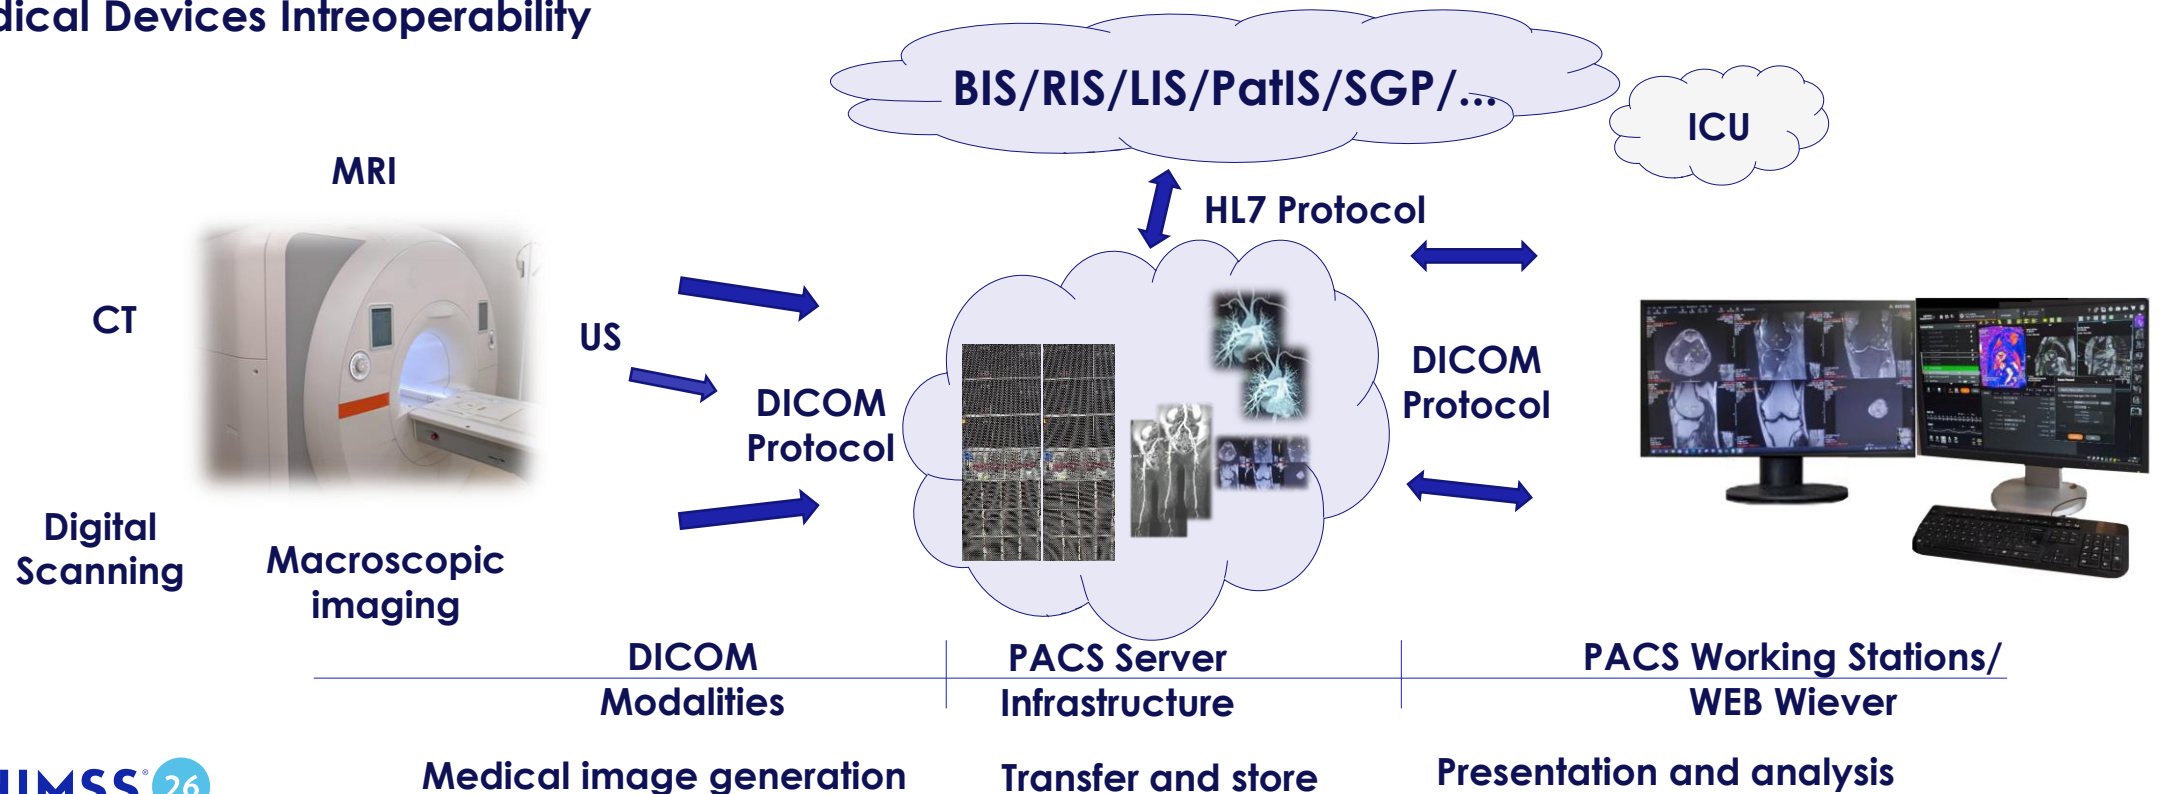 dical Devices Intreoperability
BIS/RIS/LIS/PatIS/SGP/...
ICU
MRI
HL7 Protocol
CT
US
DICOM
Protocol
DICOM
Protocol
Digital
Scanning
Macroscopic
imaging
DICOM
Modalities
PACS Server
Infrastructure
PACS Working Stations/
WEB Wiever
Medical image generation
Transfer and store
Presentation and analysis
HIMSS® 26